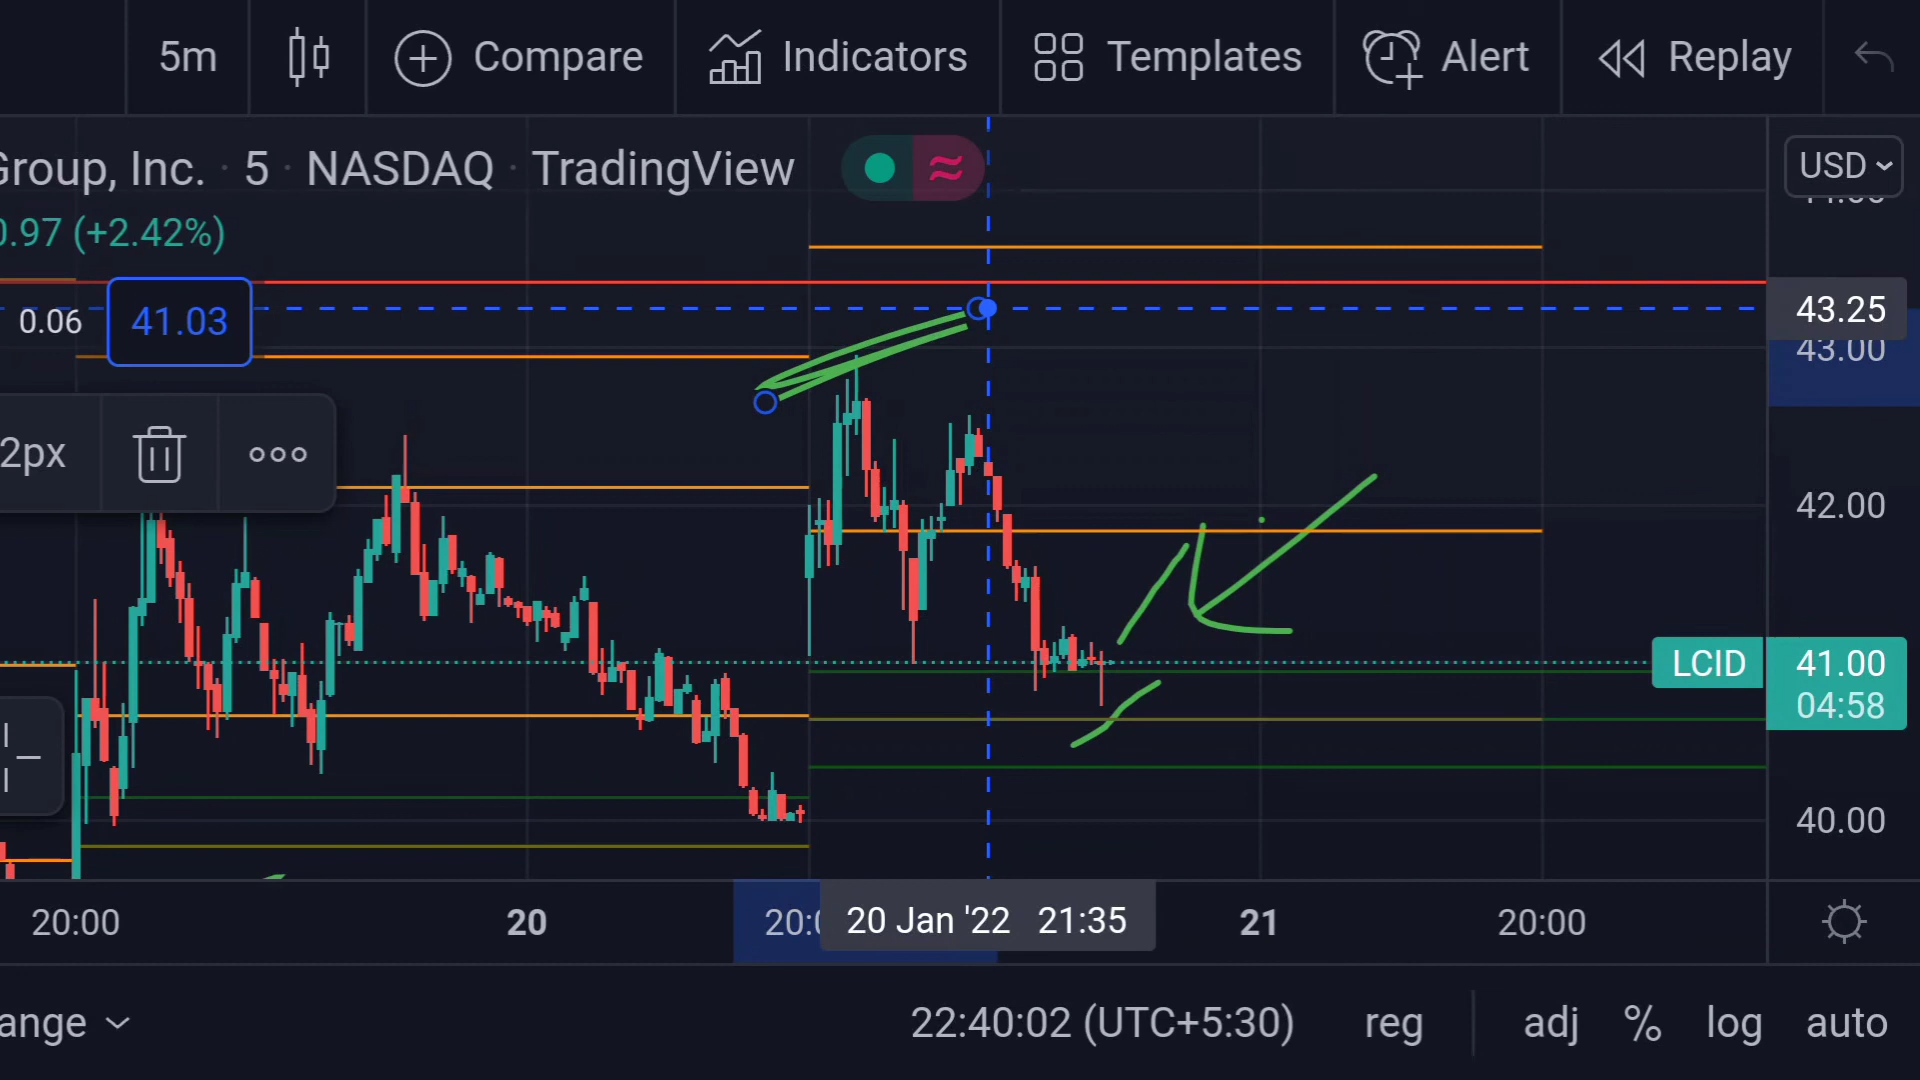 5m Compare Indicators Templates Alert Replay
Group, Inc. · 5 · NASDAQ · TradingView
USD
0.97 (+2.42%)
0.06 41.03
43.25
43.00
2px
42.00
LCID 41.00
04:58
40.00
20:00 20 20:0 20 Jan '22 21:35 21 20:00
ange 22:40:02 (UTC+5:30) reg adj % log auto